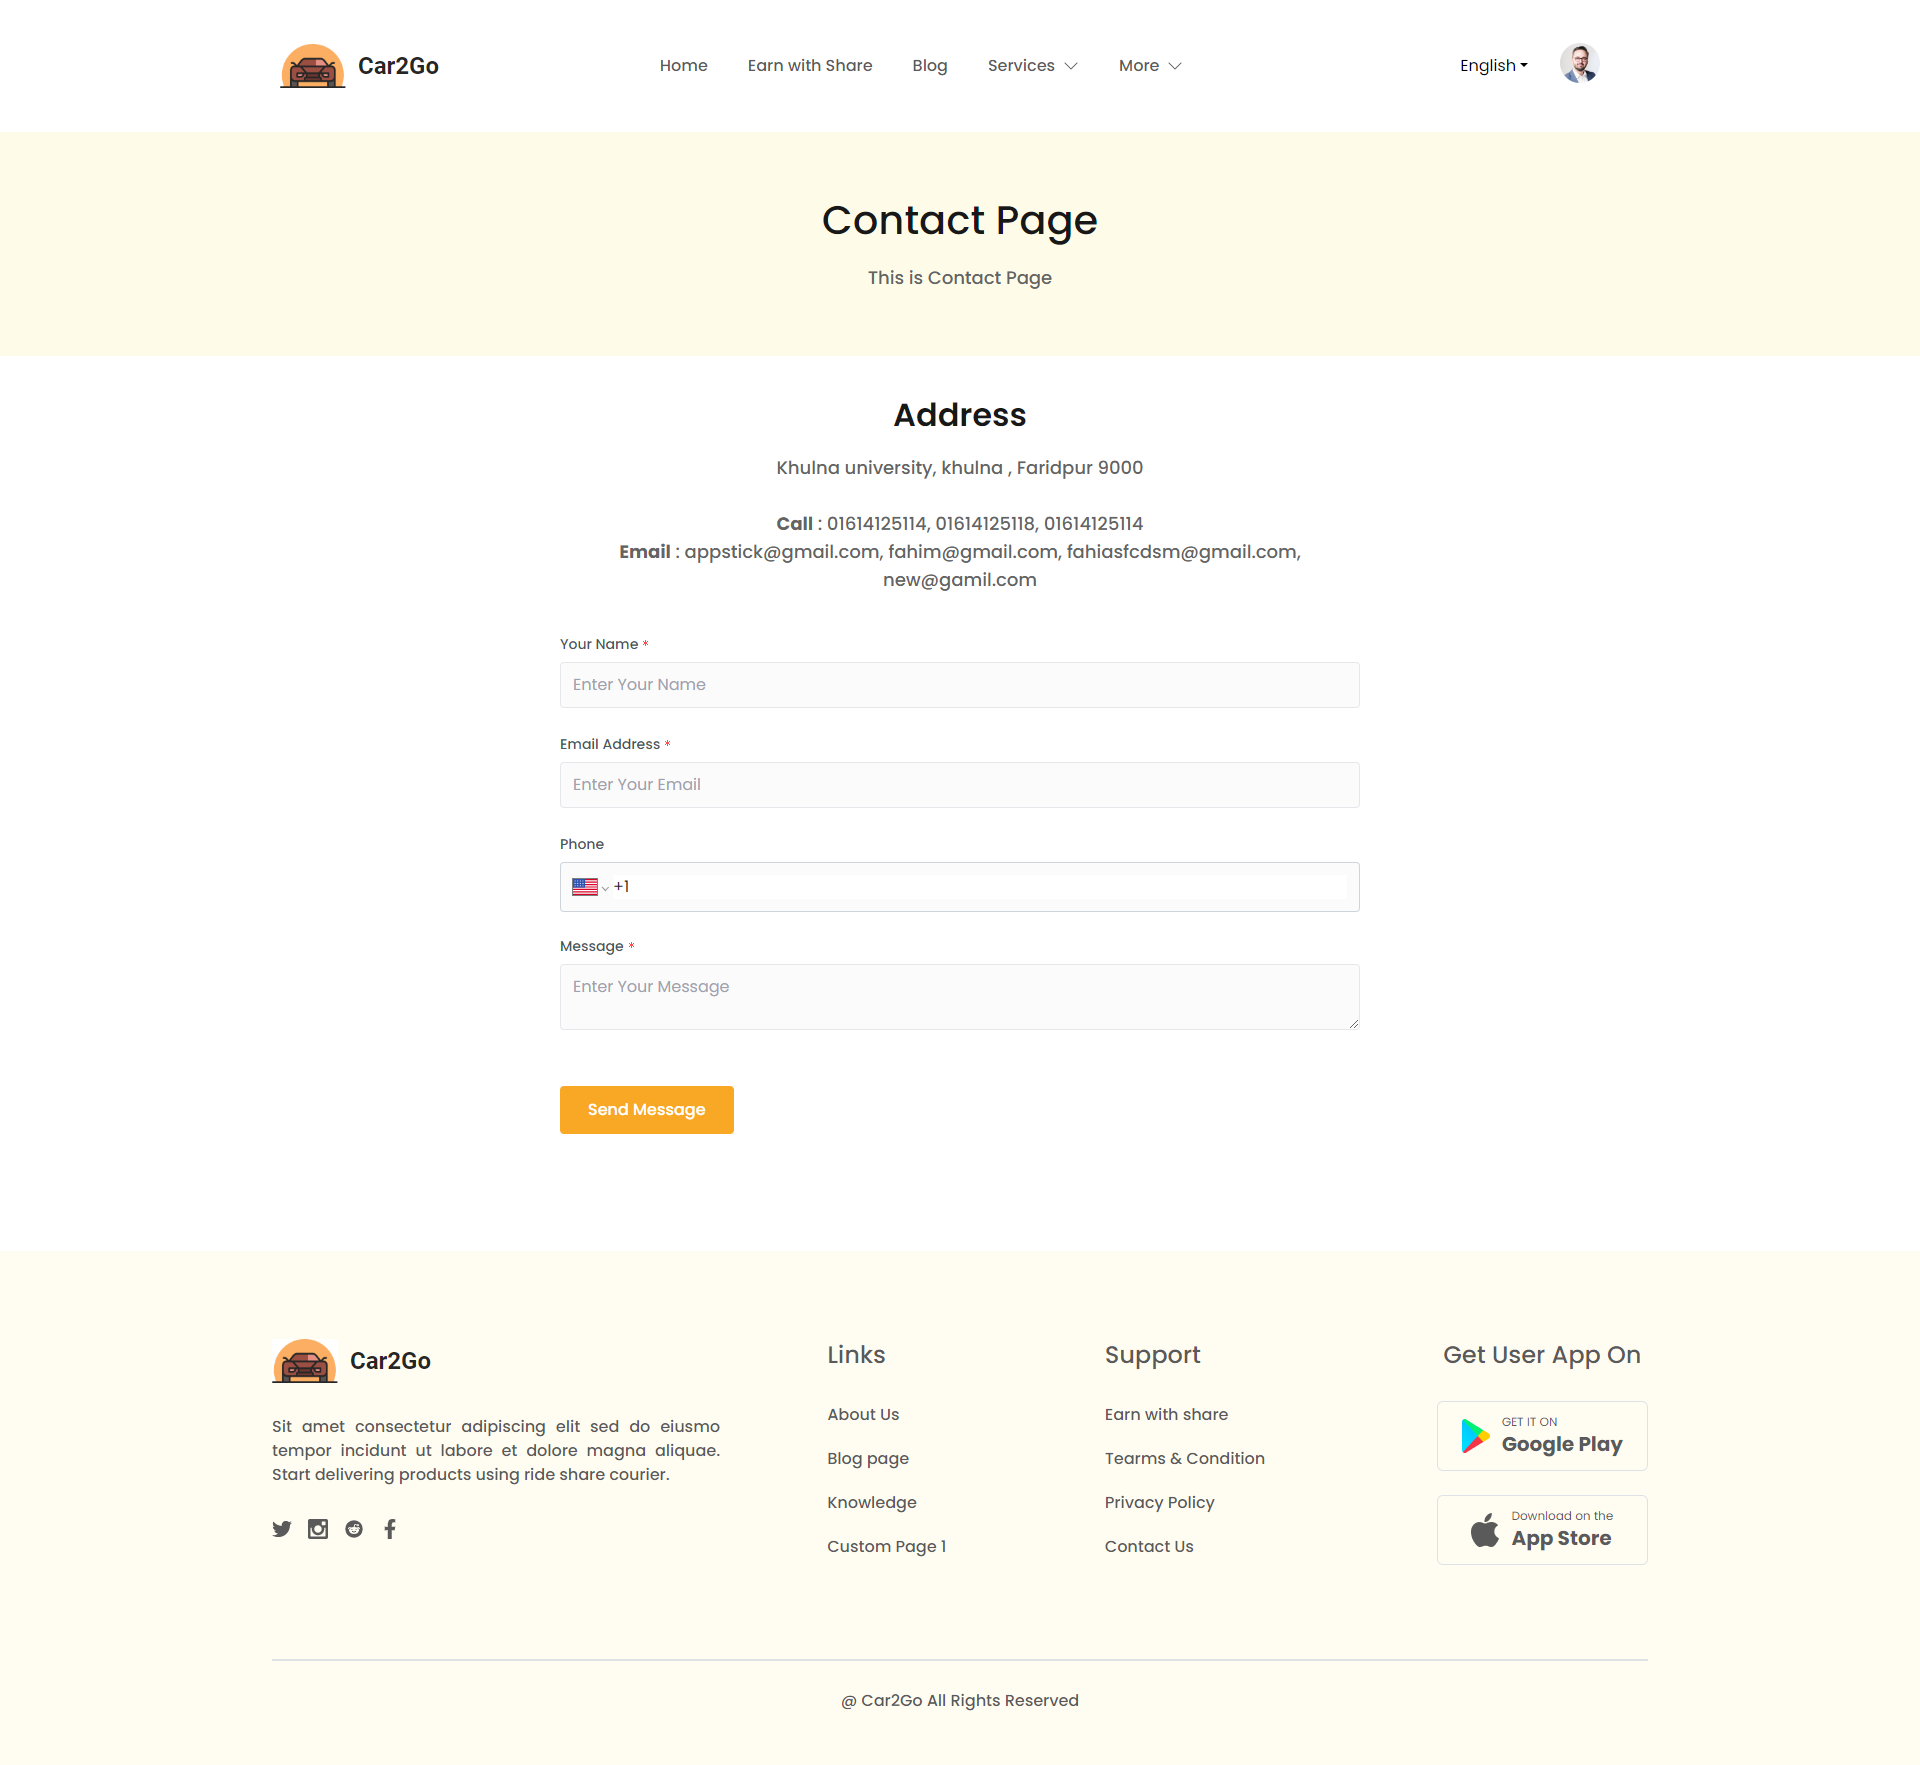 Car2Go
Home
Earn with Share
Blog
Services
More
English
Contact Page
This is Contact Page
Address
Khulna university, khulna , Faridpur 9000
Call : 01614125114, 01614125118, 01614125114
Email : appstick@gmail.com, fahim@gmail.com, fahiasfcdsm@gmail.com,
new@gamil.com
Your Name *
Enter Your Name
Email Address *
Enter Your Email
Phone
+1
Message *
Enter Your Message
Send Message
Car2Go
Sit amet consectetur adipiscing elit sed do eiusmo
tempor incidunt ut labore et dolore magna aliquae.
Start delivering products using ride share courier.
Links
About Us
Blog page
Knowledge
Custom Page 1
Support
Earn with share
Tearms & Condition
Privacy Policy
Contact Us
Get User App On
GET IT ON
Google Play
Download on the
App Store
@ Car2Go All Rights Reserved